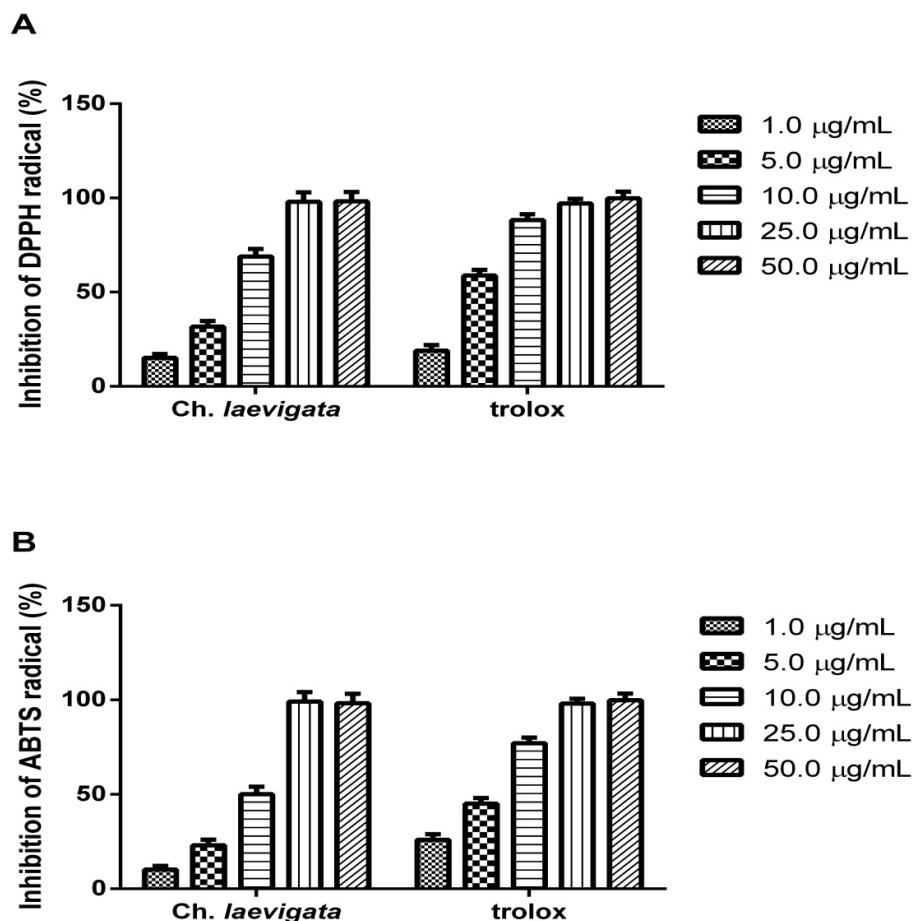 A
Inhibition of DPPH radical (%)
150
100
50
0
Ch. laevigata
trolox
1.0 μg/mL
5.0 μg/mL
10.0 μg/mL
25.0 μg/mL
50.0 μg/mL
B
Inhibition of ABTS radical (%)
150
100
50
0
Ch. laevigata
trolox
1.0 μg/mL
5.0 μg/mL
10.0 μg/mL
25.0 μg/mL
50.0 μg/mL